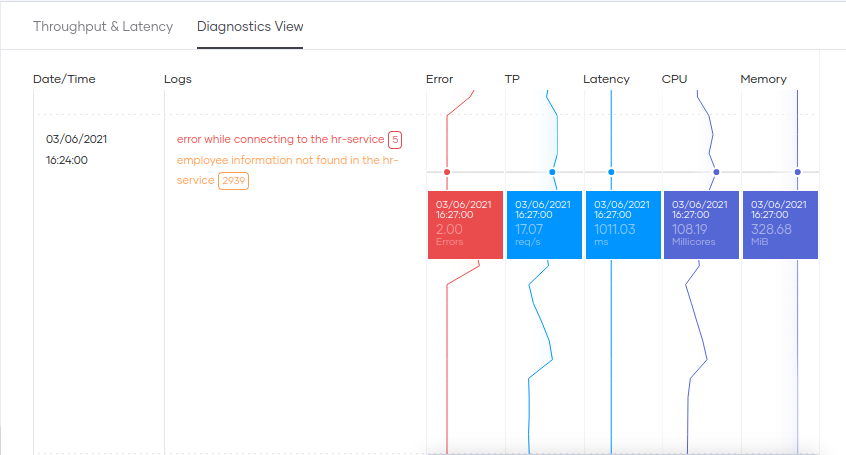 Throughput & Latency Diagnostics View
Date/Time Logs Error TP Latency CPU Memory
03/06/2021
16:24:00
error while connecting to the hr-service 5
employee information not found in the hr-
service 2939
03/06/2021
16:27:00
2.00
Errors
03/06/2021
16:27:00
17.07
req/s
03/06/2021
16:27:00
1011.03
ms
03/06/2021
16:27:00
108.19
Millicores
03/06/2021
16:27:00
328.68
MiB